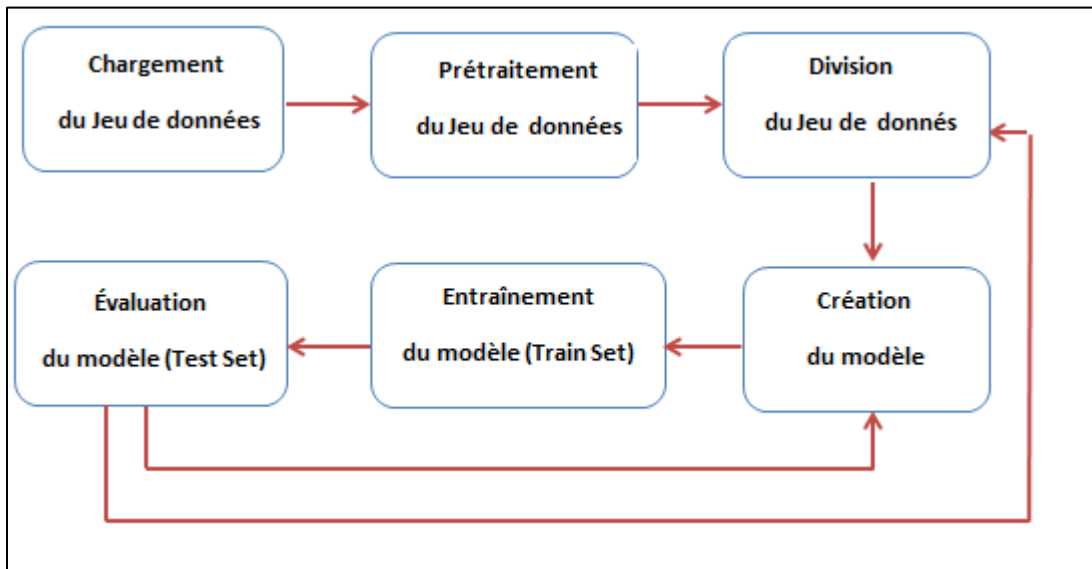 Chargement
du Jeu de données
Prétraitement
du Jeu de données
Division
du Jeu de donnés
Évaluation
du modèle (Test Set)
Entraînement
du modèle (Train Set)
Création
du modèle